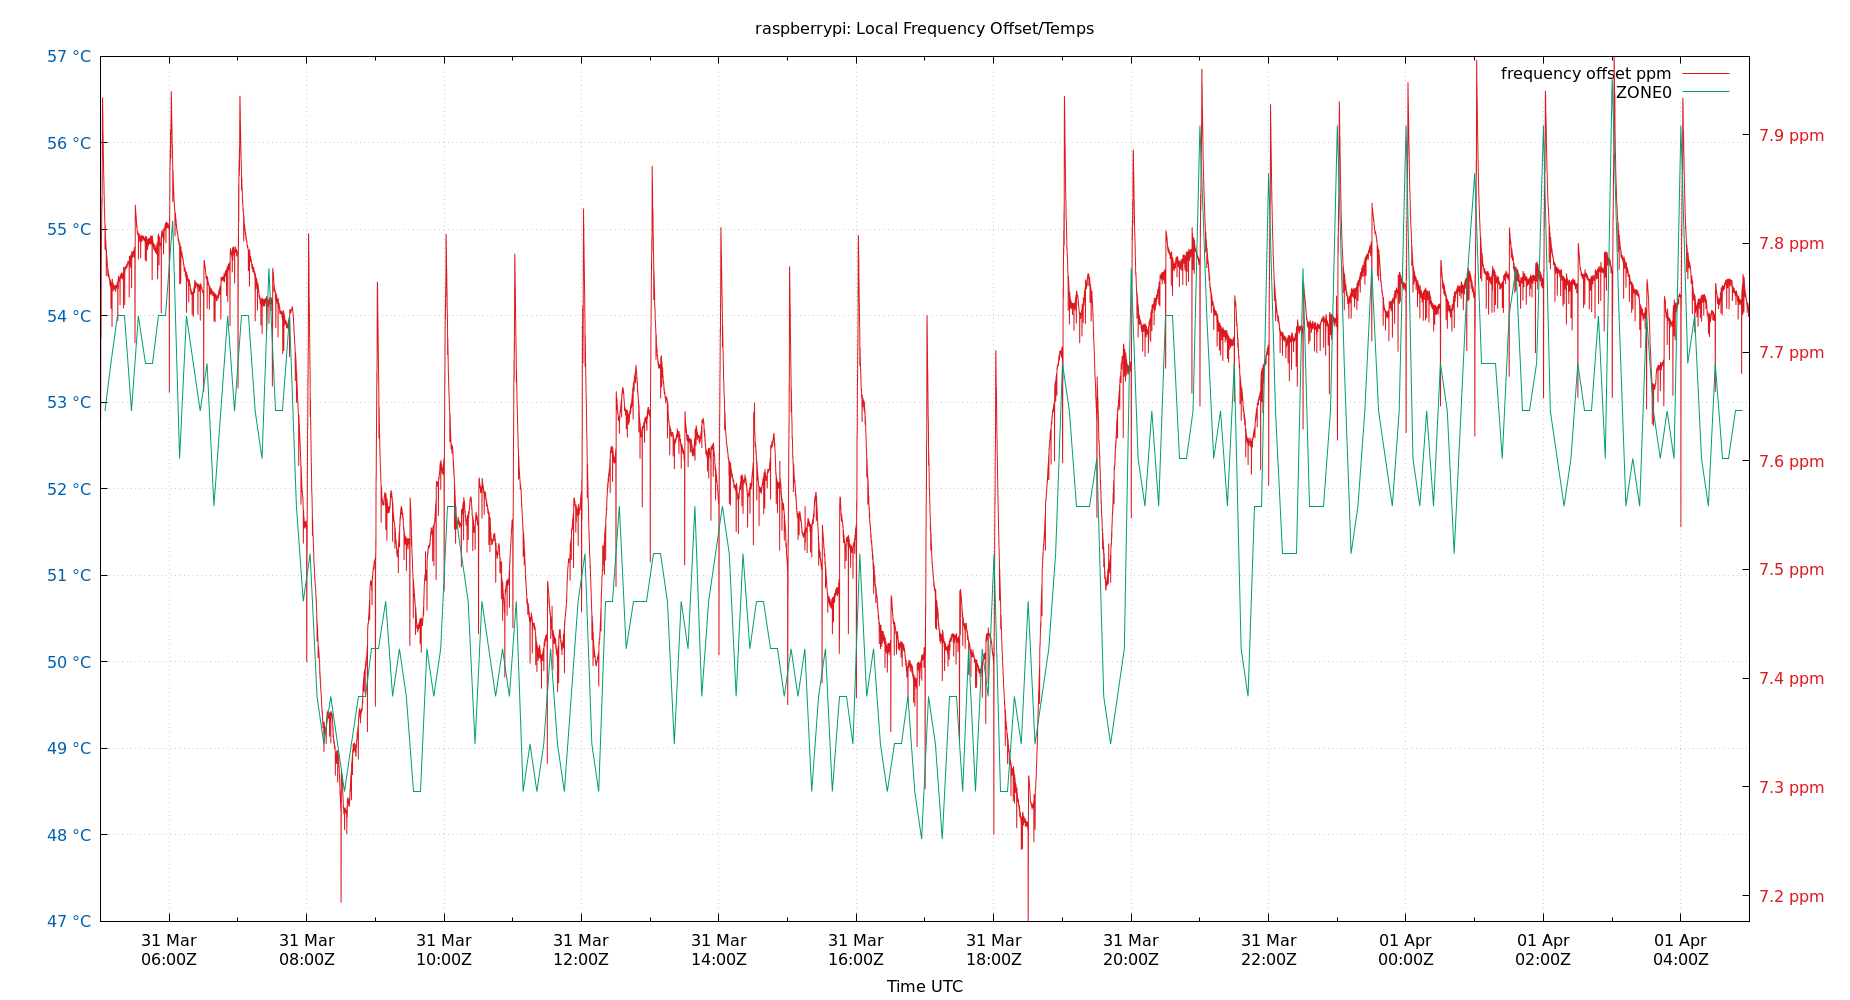 raspberrypi: Local Frequency Offset/Temps
57 °C
56 °C
55 °C
54 °C
53 °C
52 °C
51 °C
50 °C
49 °C
48 °C
47 °C
frequency offset ppm
ZONE0
7.9 ppm
7.8 ppm
7.7 ppm
7.6 ppm
7.5 ppm
7.4 ppm
7.3 ppm
7.2 ppm
31 Mar 31 Mar 31 Mar 31 Mar 31 Mar 31 Mar 31 Mar 31 Mar 31 Mar 01 Apr 01 Apr 01 Apr
06:00Z 08:00Z 10:00Z 12:00Z 14:00Z 16:00Z 18:00Z 20:00Z 22:00Z 00:00Z 02:00Z 04:00Z
Time UTC